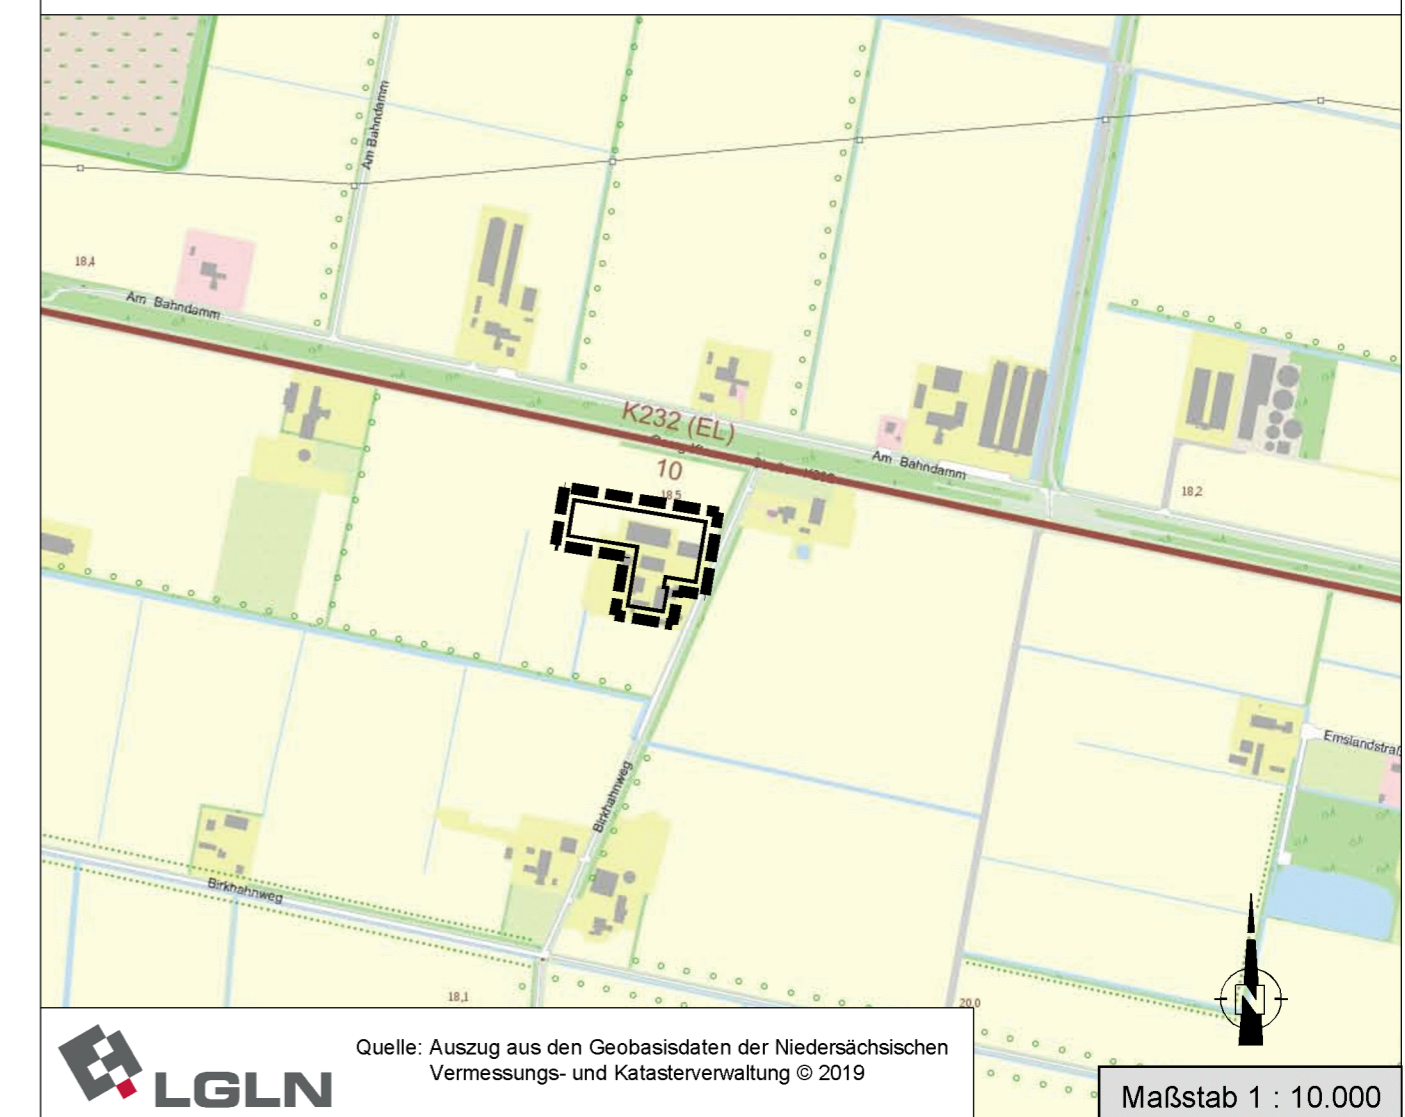 Am Bahndamm
18,4
Am Bahndamm
K232 (EL)
10
18,5
Am Bahndamm
18,2
Emslandstraß
Birkhahnweg
Birkhahnweg
18,1
20,0
N
LGLN
Quelle: Auszug aus den Geobasisdaten der Niedersächsischen
Vermessungs- und Katasterverwaltung © 2019
Maßstab 1 : 10.000